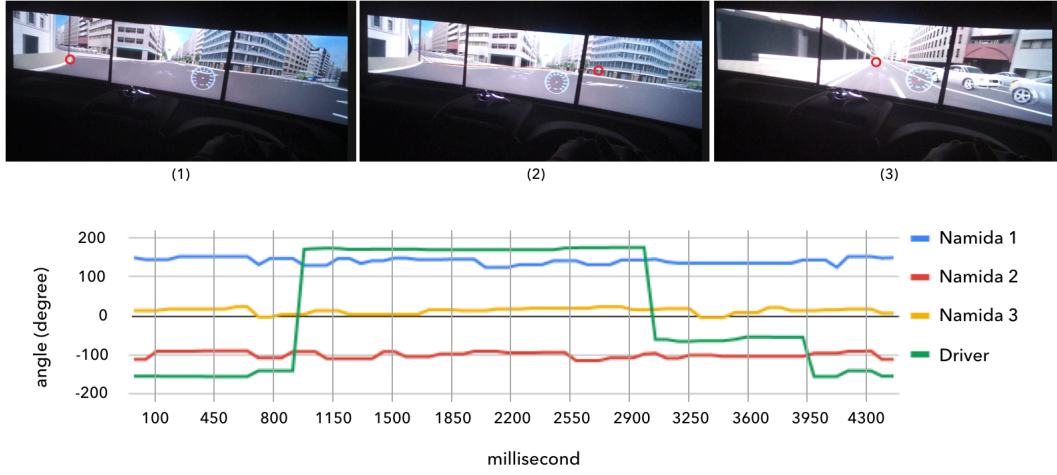 (1) (2) (3)
200
100
0
-100
-200
angle (degree)
100 450 800 1150 1500 1850 2200 2550 2900 3250 3600 3950 4300
millisecond
Namida 1
Namida 2
Namida 3
Driver